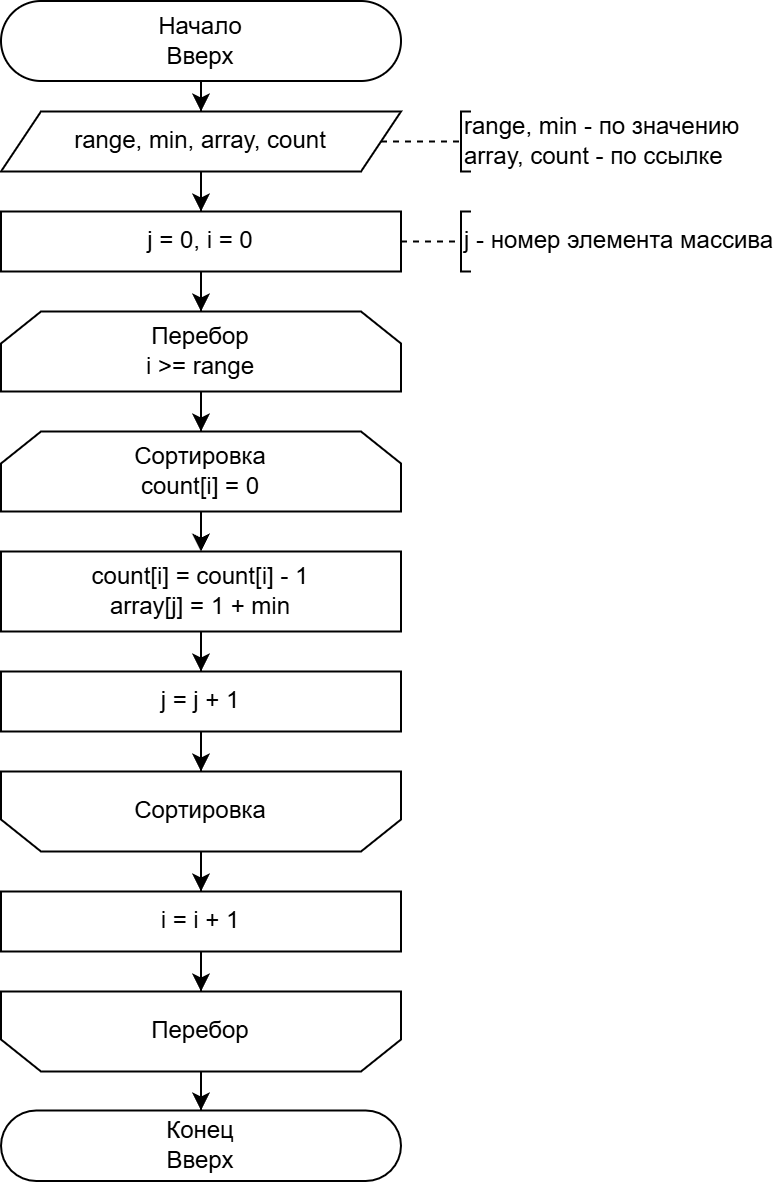 Начало
Вверх
range, min, array, count
range, min - по значению
array, count - по ссылке
j = 0, i = 0
j - номер элемента массива
Перебор
i >= range
Сортировка
count[i] = 0
count[i] = count[i] - 1
array[j] = 1 + min
j = j + 1
Сортировка
i = i + 1
Перебор
Конец
Вверх